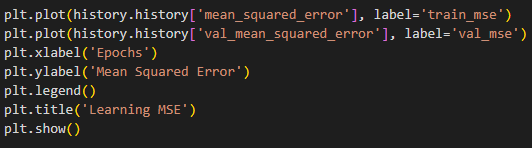 plt.plot(history.history['mean_squared_error'], label='train_mse')
plt.plot(history.history['val_mean_squared_error'], label='val_mse')
plt.xlabel('Epochs')
plt.ylabel('Mean Squared Error')
plt.legend()
plt.title('Learning MSE')
plt.show()